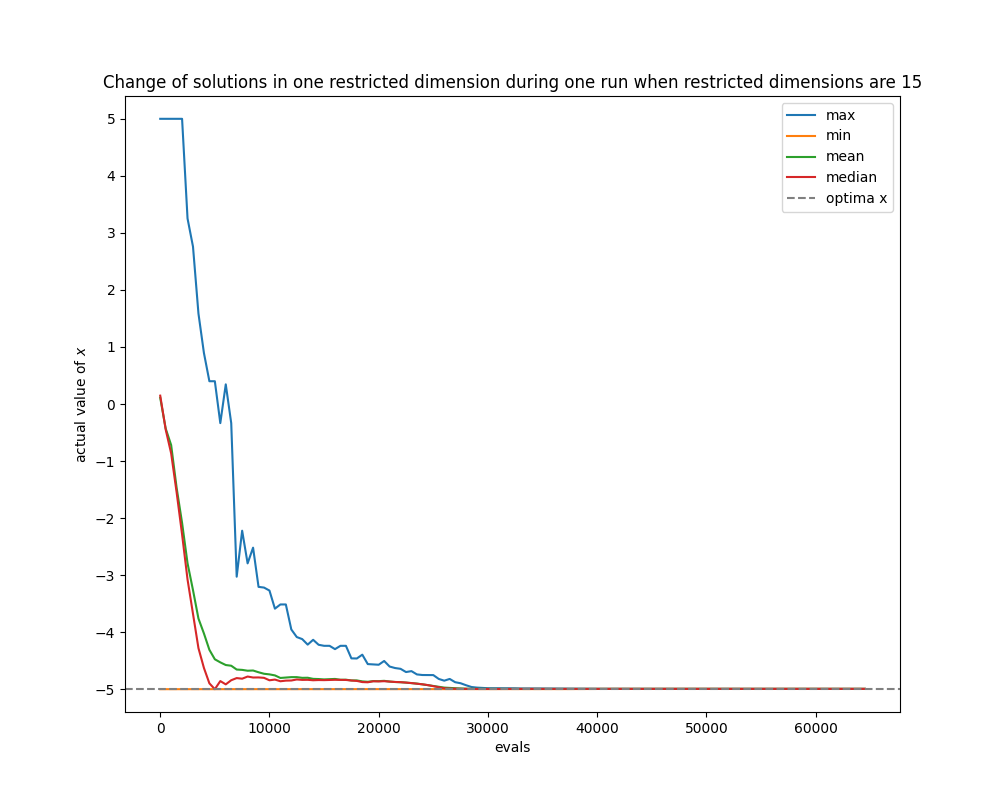 Change of solutions in one restricted dimension during one run when restricted dimensions are 15
max
min
mean
median
optima x
actual value of x
5
4
3
2
1
0
−1
−2
−3
−4
−5
0 10000 20000 30000 40000 50000 60000
evals